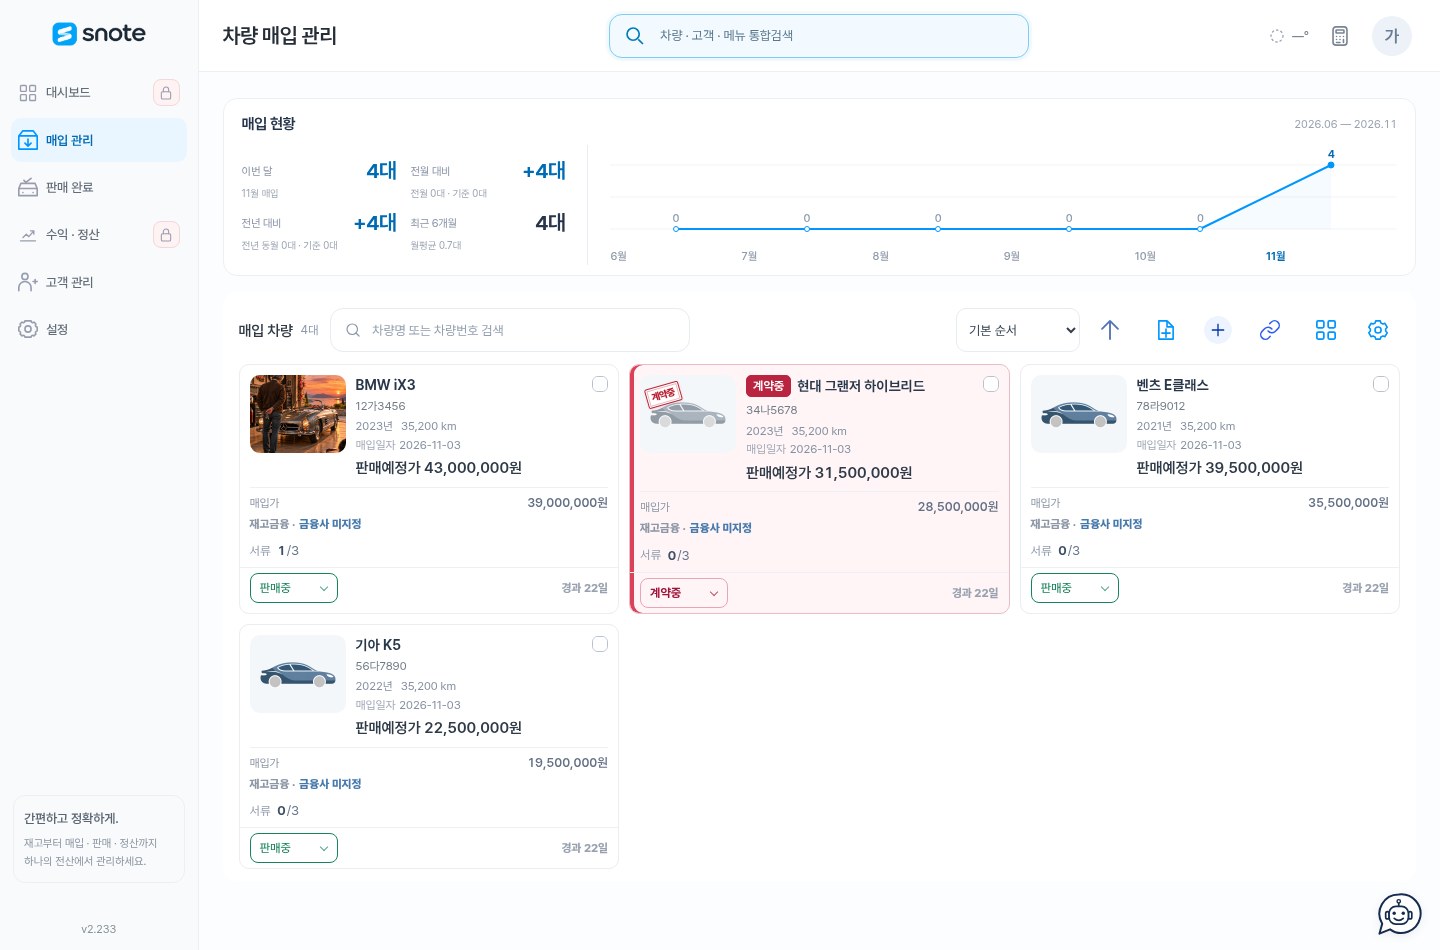 snote
대시보드
매입 관리
판매 완료
수익 · 정산
고객 관리
설정
간편하고 정확하게.
재고부터 매입 · 판매 · 정산까지
하나의 전산에서 관리하세요.
v2.233
차량 매입 관리
차량 · 고객 · 메뉴 통합검색
—°
가
매입 현황
2026.06 — 2026.11
이번 달 4대
11월 매입
전월 대비 +4대
전월 0대 · 기준 0대
전년 대비 +4대
전년 동월 0대 · 기준 0대
최근 6개월 4대
월평균 0.7대
0 0 0 0 0 4
6월 7월 8월 9월 10월 11월
매입 차량 4대
차량명 또는 차량번호 검색
기본 순서
BMW iX3
12가3456
2023년 35,200 km
매입일자 2026-11-03
판매예정가 43,000,000원
매입가 39,000,000원
재고금융 · 금융사 미지정
서류 1/3
판매중 경과 22일
계약중
계약중 현대 그랜저 하이브리드
34나5678
2023년 35,200 km
매입일자 2026-11-03
판매예정가 31,500,000원
매입가 28,500,000원
재고금융 · 금융사 미지정
서류 0/3
계약중 경과 22일
벤츠 E클래스
78라9012
2021년 35,200 km
매입일자 2026-11-03
판매예정가 39,500,000원
매입가 35,500,000원
재고금융 · 금융사 미지정
서류 0/3
판매중 경과 22일
기아 K5
56다7890
2022년 35,200 km
매입일자 2026-11-03
판매예정가 22,500,000원
매입가 19,500,000원
재고금융 · 금융사 미지정
서류 0/3
판매중 경과 22일